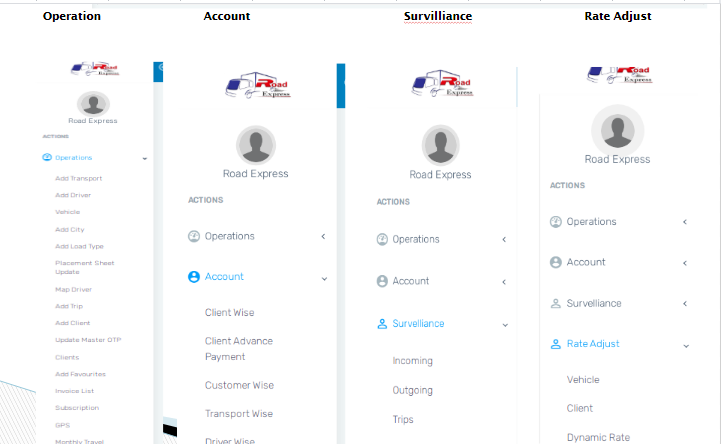 Operation
Account
Survilliance
Rate Adjust
Road
Express
Road Express
ACTIONS
Operations
Add Transport
Add Driver
Vehicle
Add City
Add Load Type
Placement Sheet
Update
Map Driver
Add Trip
Add Client
Update Master OTP
Clients
Add Favourites
Invoice List
Subscription
GPS
Monthly Travel
Road
Express
Road Express
ACTIONS
Operations
Account
Client Wise
Client Advance
Payment
Customer Wise
Transport Wise
Driver Wise
Road
Express
Road Express
ACTIONS
Operations
Account
Survelliance
Incoming
Outgoing
Trips
Road
Express
Road Express
ACTIONS
Operations
Account
Survelliance
Rate Adjust
Vehicle
Client
Dynamic Rate